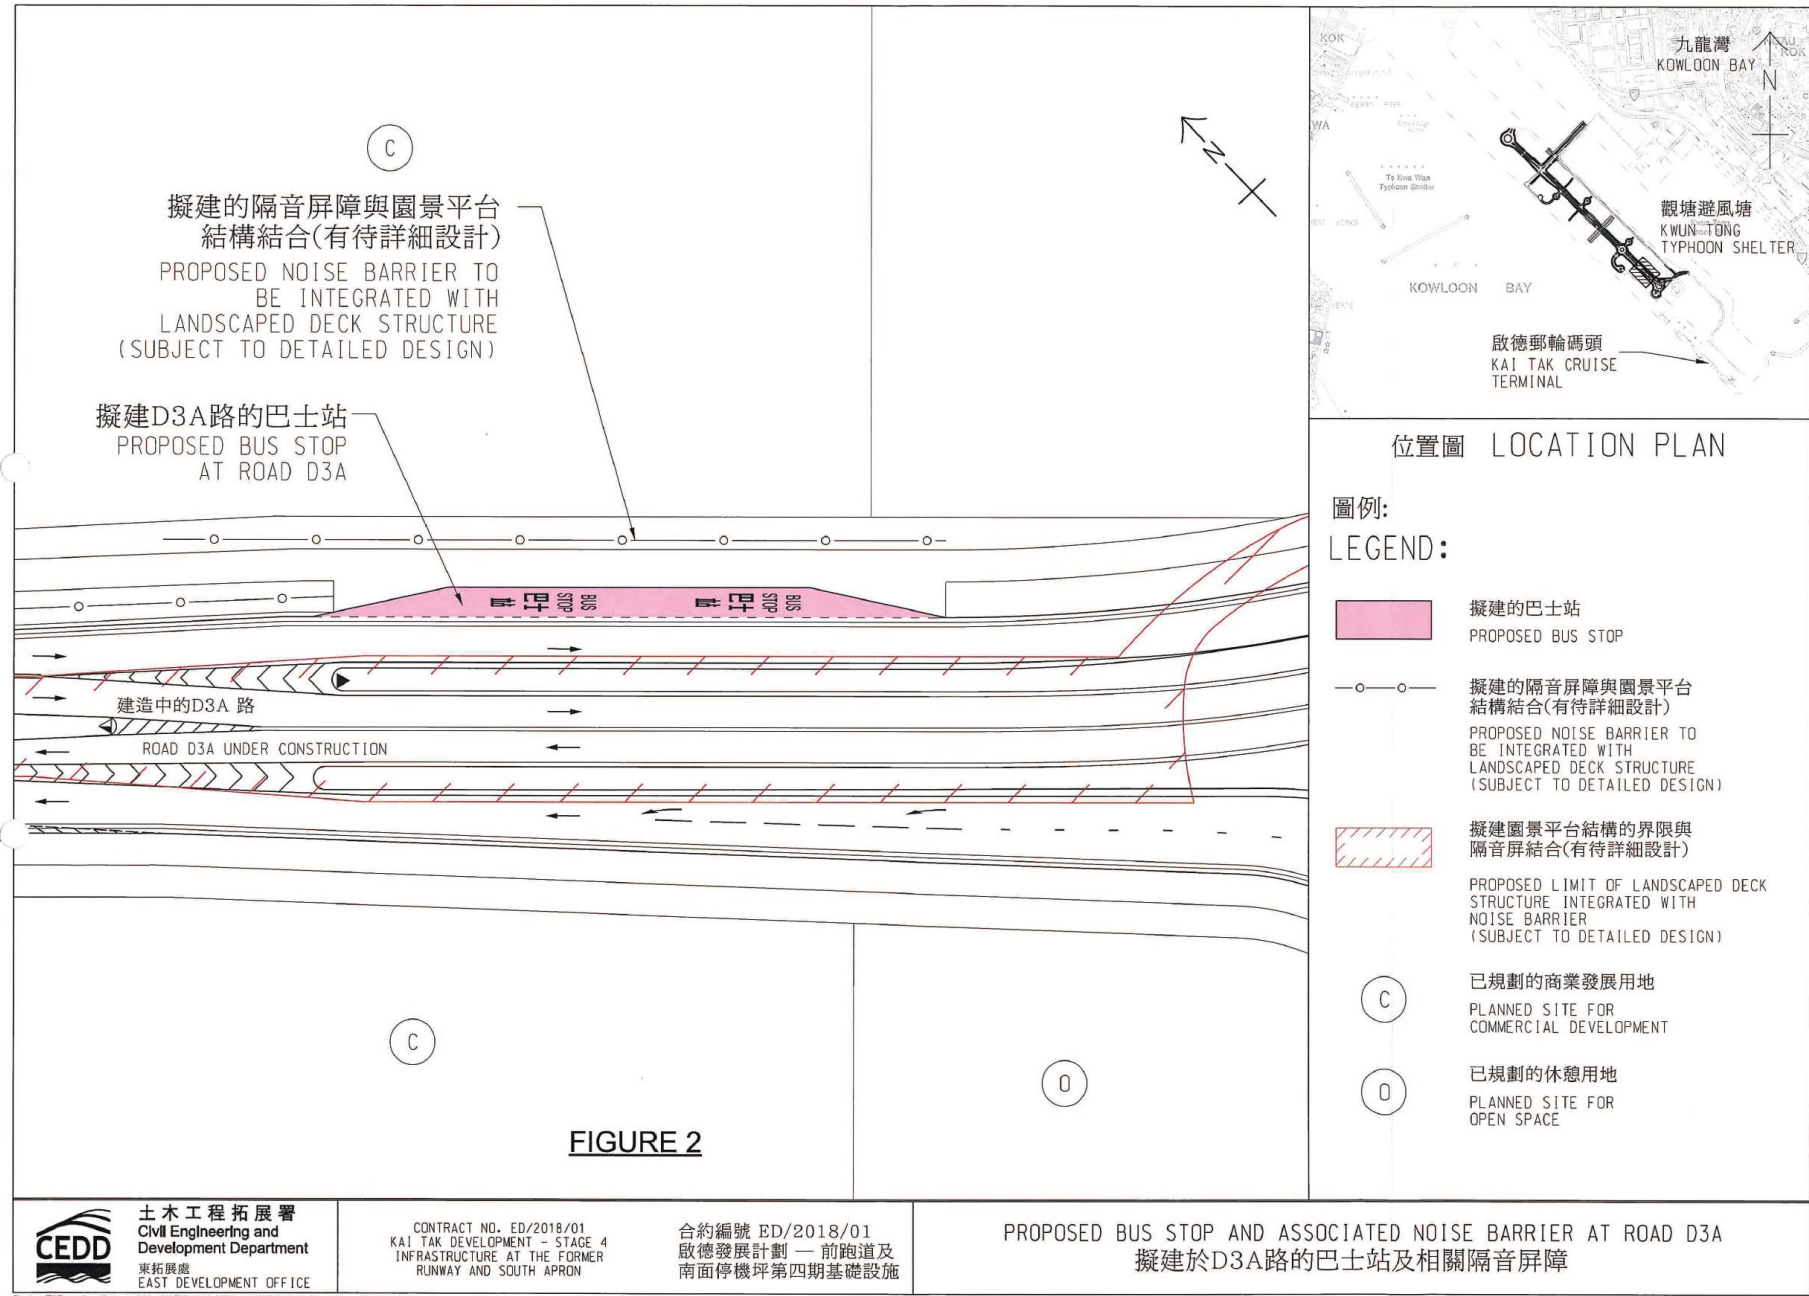 C
擬建的隔音屏障與園景平台
結構結合(有待詳細設計)
PROPOSED NOISE BARRIER TO
BE INTEGRATED WITH
LANDSCAPED DECK STRUCTURE
(SUBJECT TO DETAILED DESIGN)
擬建D3A路的巴士站
PROPOSED BUS STOP
AT ROAD D3A
N
巴士站
BUS
STOP
巴士站
BUS
STOP
建造中的D3A 路
ROAD D3A UNDER CONSTRUCTION
C
O
FIGURE 2
KOK
九龍灣
KOWLOON BAY
N
WA
To Kwa Wan
Typhoon Shelter
觀塘避風塘
KWUN TONG
TYPHOON SHELTER
KOWLOON BAY
啟德郵輪碼頭
KAI TAK CRUISE
TERMINAL
位置圖 LOCATION PLAN
圖例:
LEGEND:
擬建的巴士站
PROPOSED BUS STOP
擬建的隔音屏障與園景平台
結構結合(有待詳細設計)
PROPOSED NOISE BARRIER TO
BE INTEGRATED WITH
LANDSCAPED DECK STRUCTURE
(SUBJECT TO DETAILED DESIGN)
擬建園景平台結構的界限與
隔音屏結合(有待詳細設計)
PROPOSED LIMIT OF LANDSCAPED DECK
STRUCTURE INTEGRATED WITH
NOISE BARRIER
(SUBJECT TO DETAILED DESIGN)
C
已規劃的商業發展用地
PLANNED SITE FOR
COMMERCIAL DEVELOPMENT
O
已規劃的休憩用地
PLANNED SITE FOR
OPEN SPACE
CEDD
土木工程拓展署
Civil Engineering and
Development Department
東拓展處
EAST DEVELOPMENT OFFICE
CONTRACT NO. ED/2018/01
KAI TAK DEVELOPMENT - STAGE 4
INFRASTRUCTURE AT THE FORMER
RUNWAY AND SOUTH APRON
合約編號 ED/2018/01
啟德發展計劃 — 前跑道及
南面停機坪第四期基礎設施
PROPOSED BUS STOP AND ASSOCIATED NOISE BARRIER AT ROAD D3A
擬建於D3A路的巴士站及相關隔音屏障